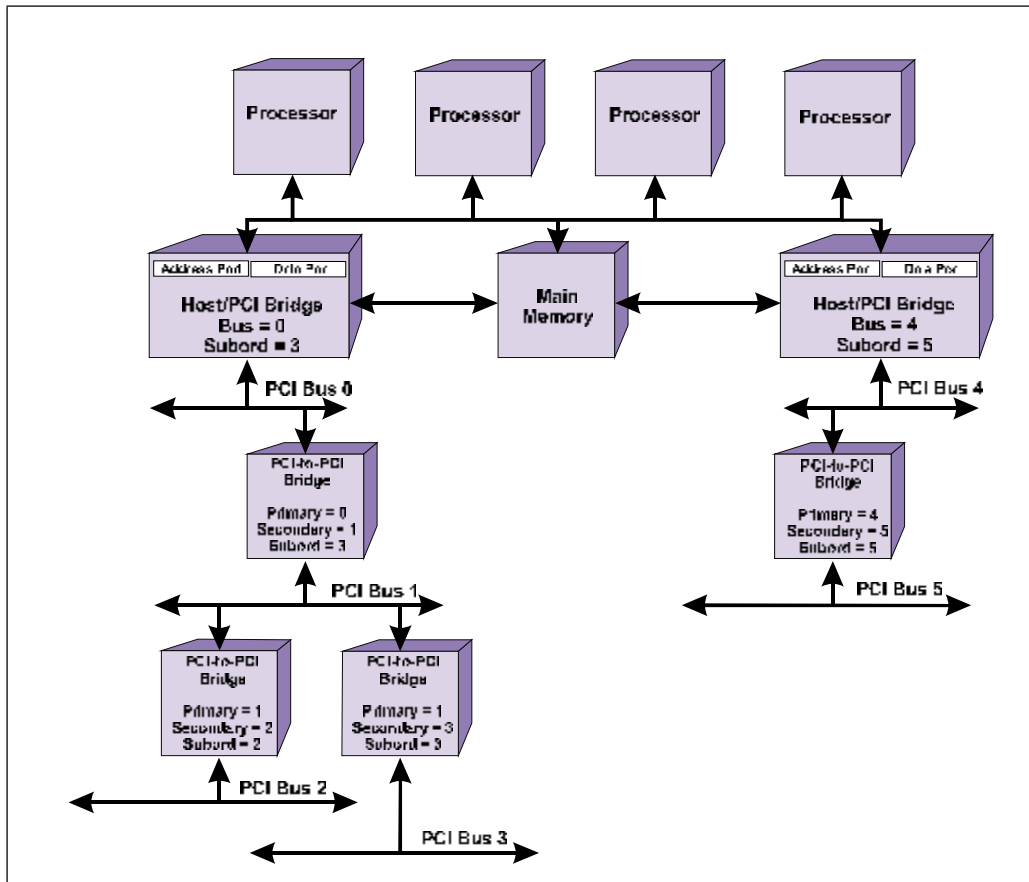 Processor
Processor
Processor
Processor
Address Port
Data Port
Host/PCI Bridge
Bus = 0
Subord = 3
Main
Memory
Address Port
Data Port
Host/PCI Bridge
Bus = 4
Subord = 5
PCI Bus 0
PCI Bus 4
PCI-to-PCI
Bridge
Primary = 0
Secondary = 1
Subord = 3
PCI-to-PCI
Bridge
Primary = 4
Secondary = 5
Subord = 5
PCI Bus 1
PCI Bus 5
PCI-to-PCI
Bridge
Primary = 1
Secondary = 2
Subord = 2
PCI-to-PCI
Bridge
Primary = 1
Secondary = 3
Subord = 3
PCI Bus 2
PCI Bus 3